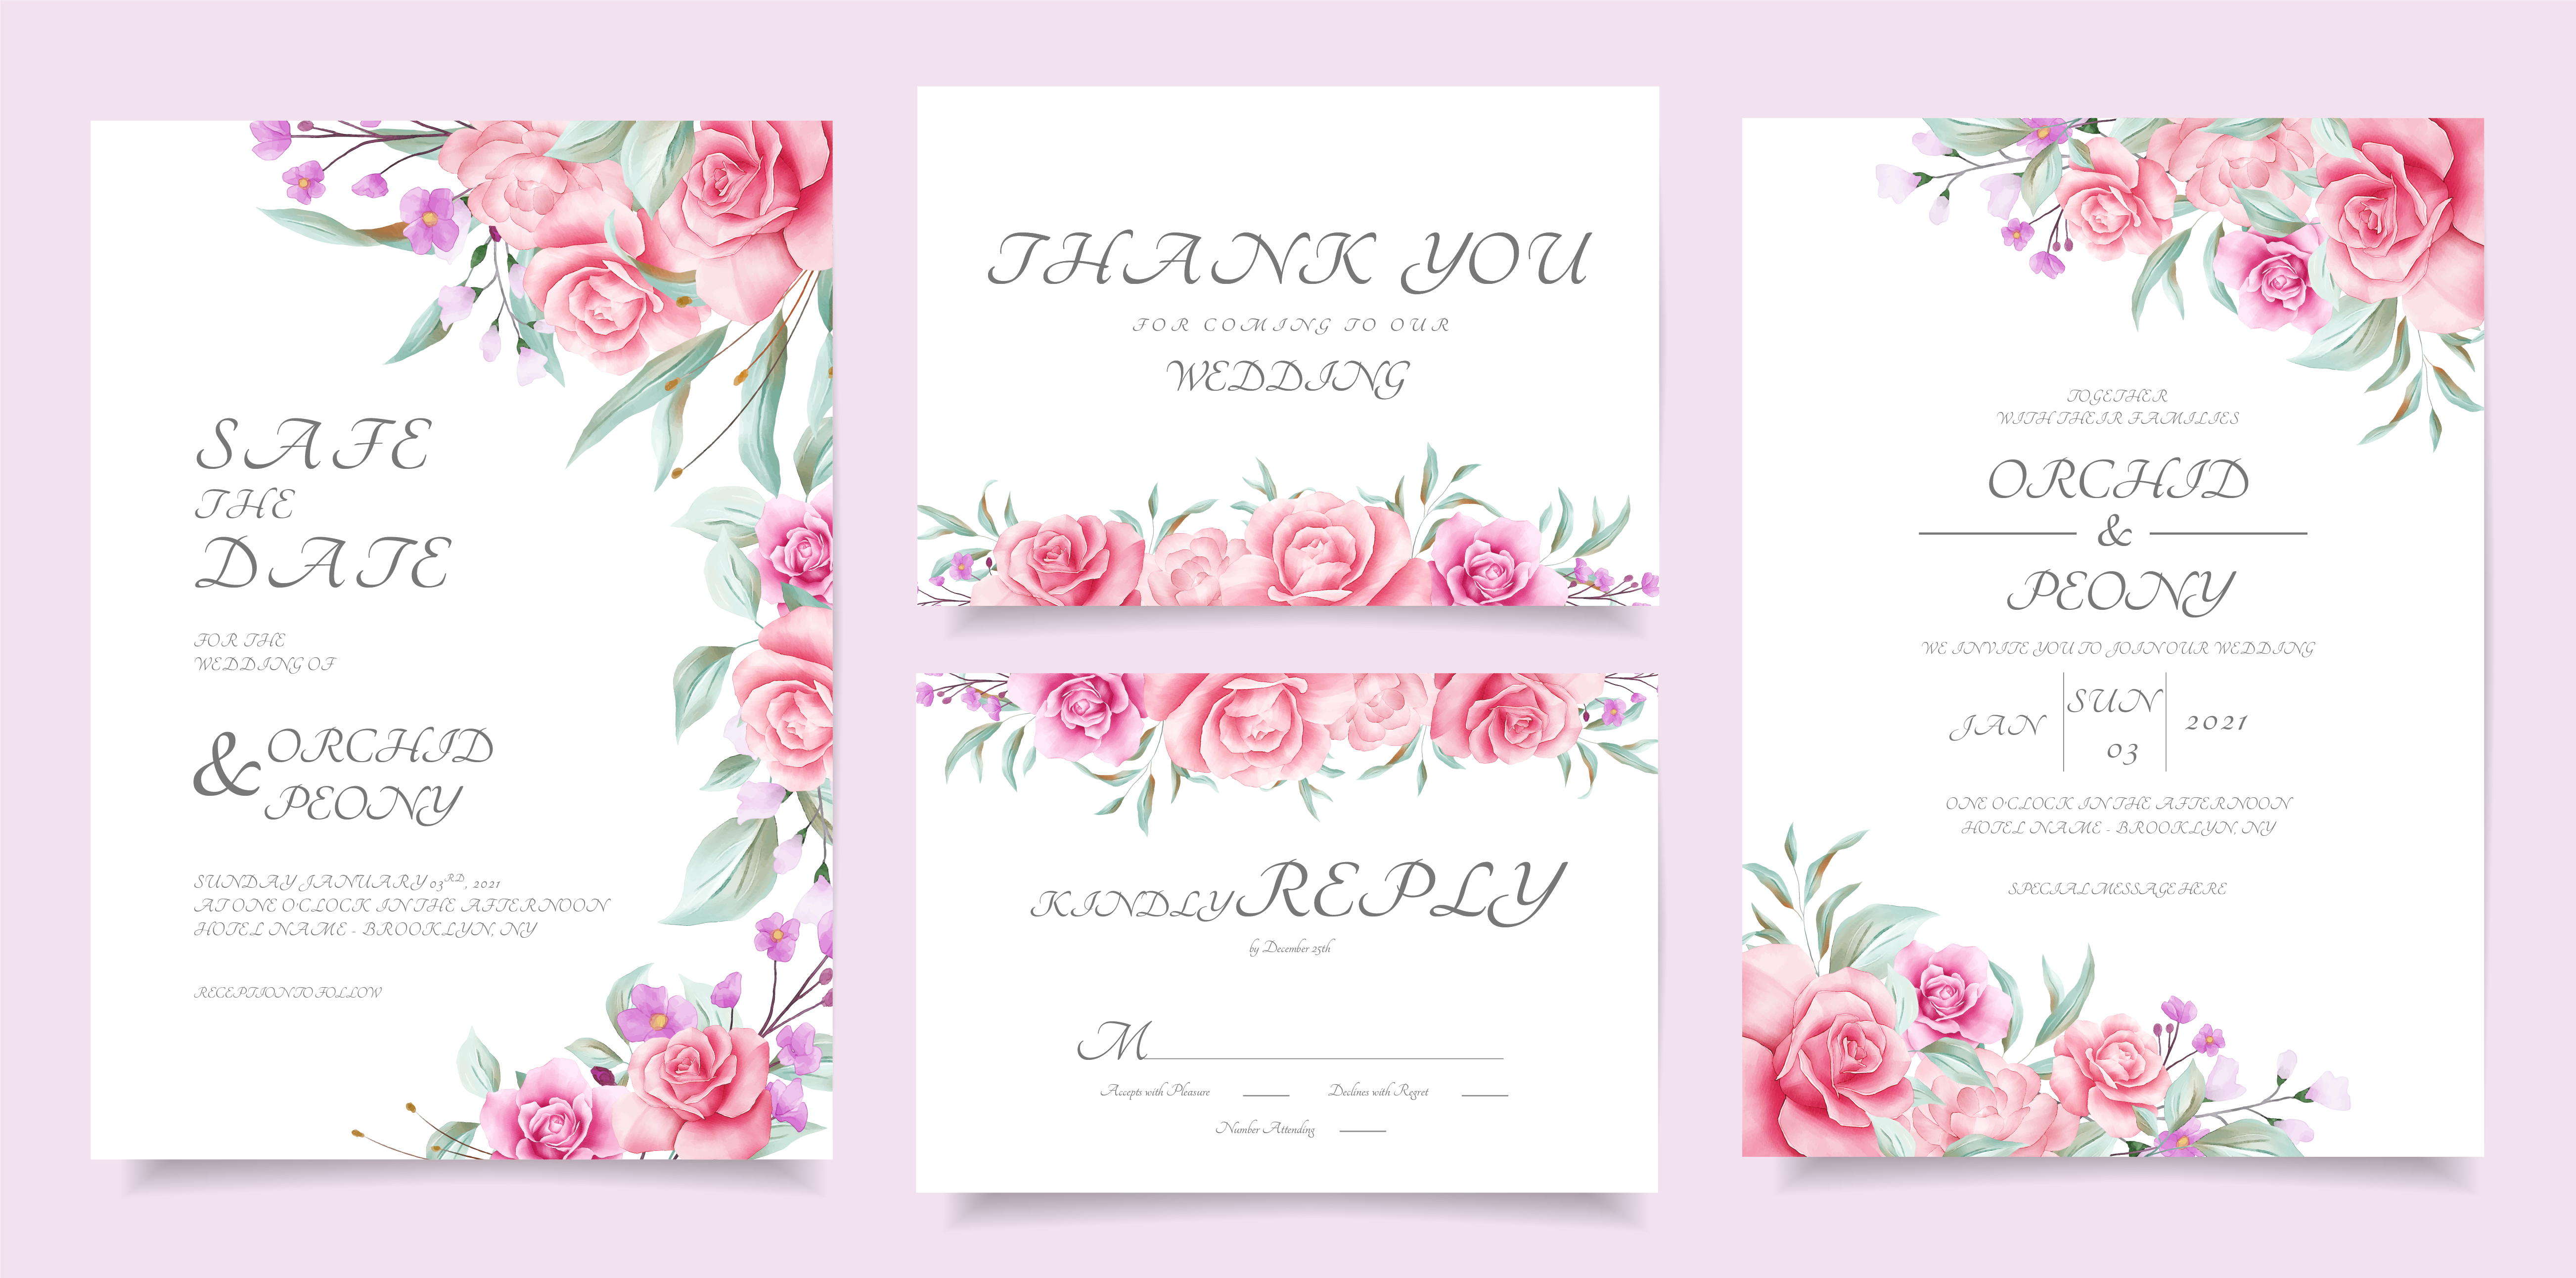 SAFE
THE
DATE
FOR THE
WEDDING OF
& ORCHID
PEONY
SUNDAY JANUARY 03RD, 2021
AT ONE O'CLOCK IN THE AFTERNOON
HOTEL NAME - BROOKLYN, NY
RECEPTION TO FOLLOW
THANK YOU
FOR COMING TO OUR
WEDDING
KINDLY REPLY
by December 25th
M
Accepts with Pleasure Declines with Regret
Number Attending
TOGETHER
WITH THEIR FAMILIES
ORCHID
&
PEONY
WE INVITE YOU TO JOIN OUR WEDDING
JAN SUN 2021
03
ONE O'CLOCK IN THE AFTERNOON
HOTEL NAME - BROOKLYN, NY
SPECIAL MESSAGE HERE